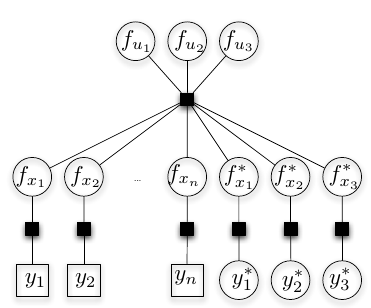 f_{u_1} f_{u_2} f_{u_3}
f_{x_1} f_{x_2} ... f_{x_n} f^*_{x_1} f^*_{x_2} f^*_{x_3}
y_1 y_2 y_n y^*_1 y^*_2 y^*_3